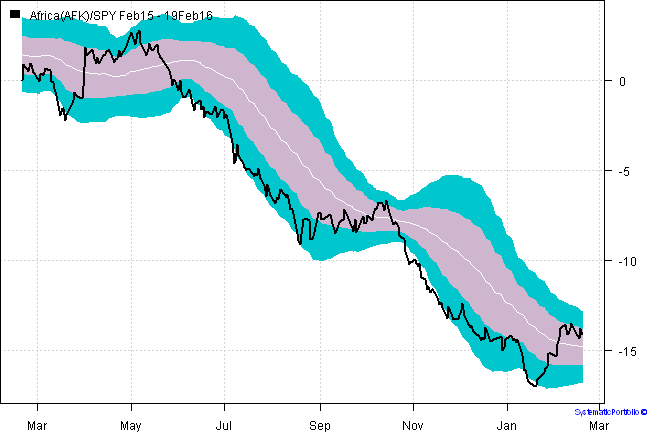 Africa(AFK)/SPY Feb15 - 19Feb16
0
-5
-10
-15
SystematicPortfolio ©
Mar May Jul Sep Nov Jan Mar